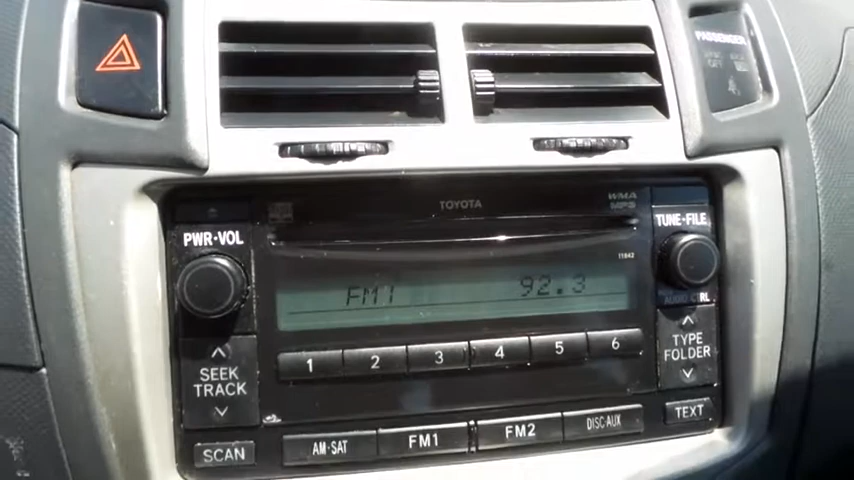 PASSENGER
OFF
TOYOTA
WMA
MP3
PWR•VOL
TUNE•FILE
11842
FM1
92.3
AUDIO CTRL
1
2
3
4
5
6
SEEK
TRACK
TYPE
FOLDER
SCAN
AM•SAT
FM1
FM2
DISC•AUX
TEXT